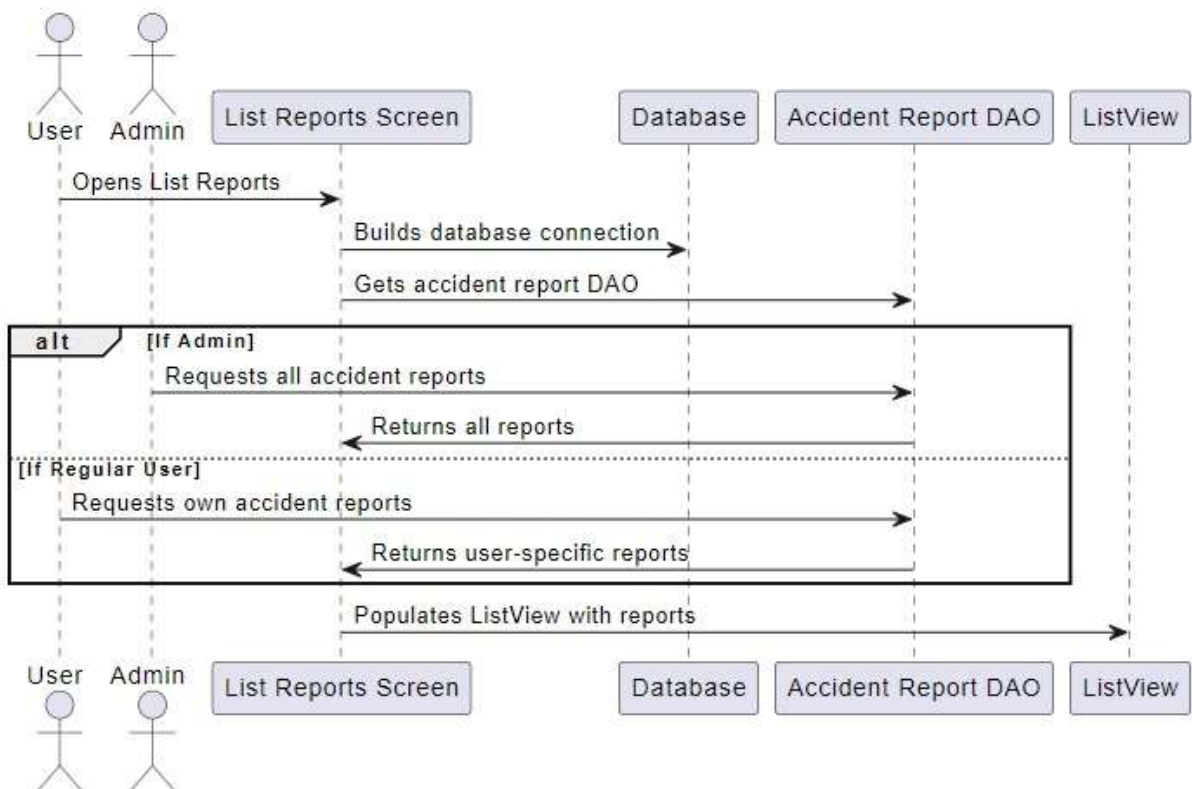 User Admin List Reports Screen Database Accident Report DAO ListView
Opens List Reports
Builds database connection
Gets accident report DAO
alt [If Admin]
Requests all accident reports
Returns all reports
[If Regular User]
Requests own accident reports
Returns user-specific reports
Populates ListView with reports
User Admin List Reports Screen Database Accident Report DAO ListView